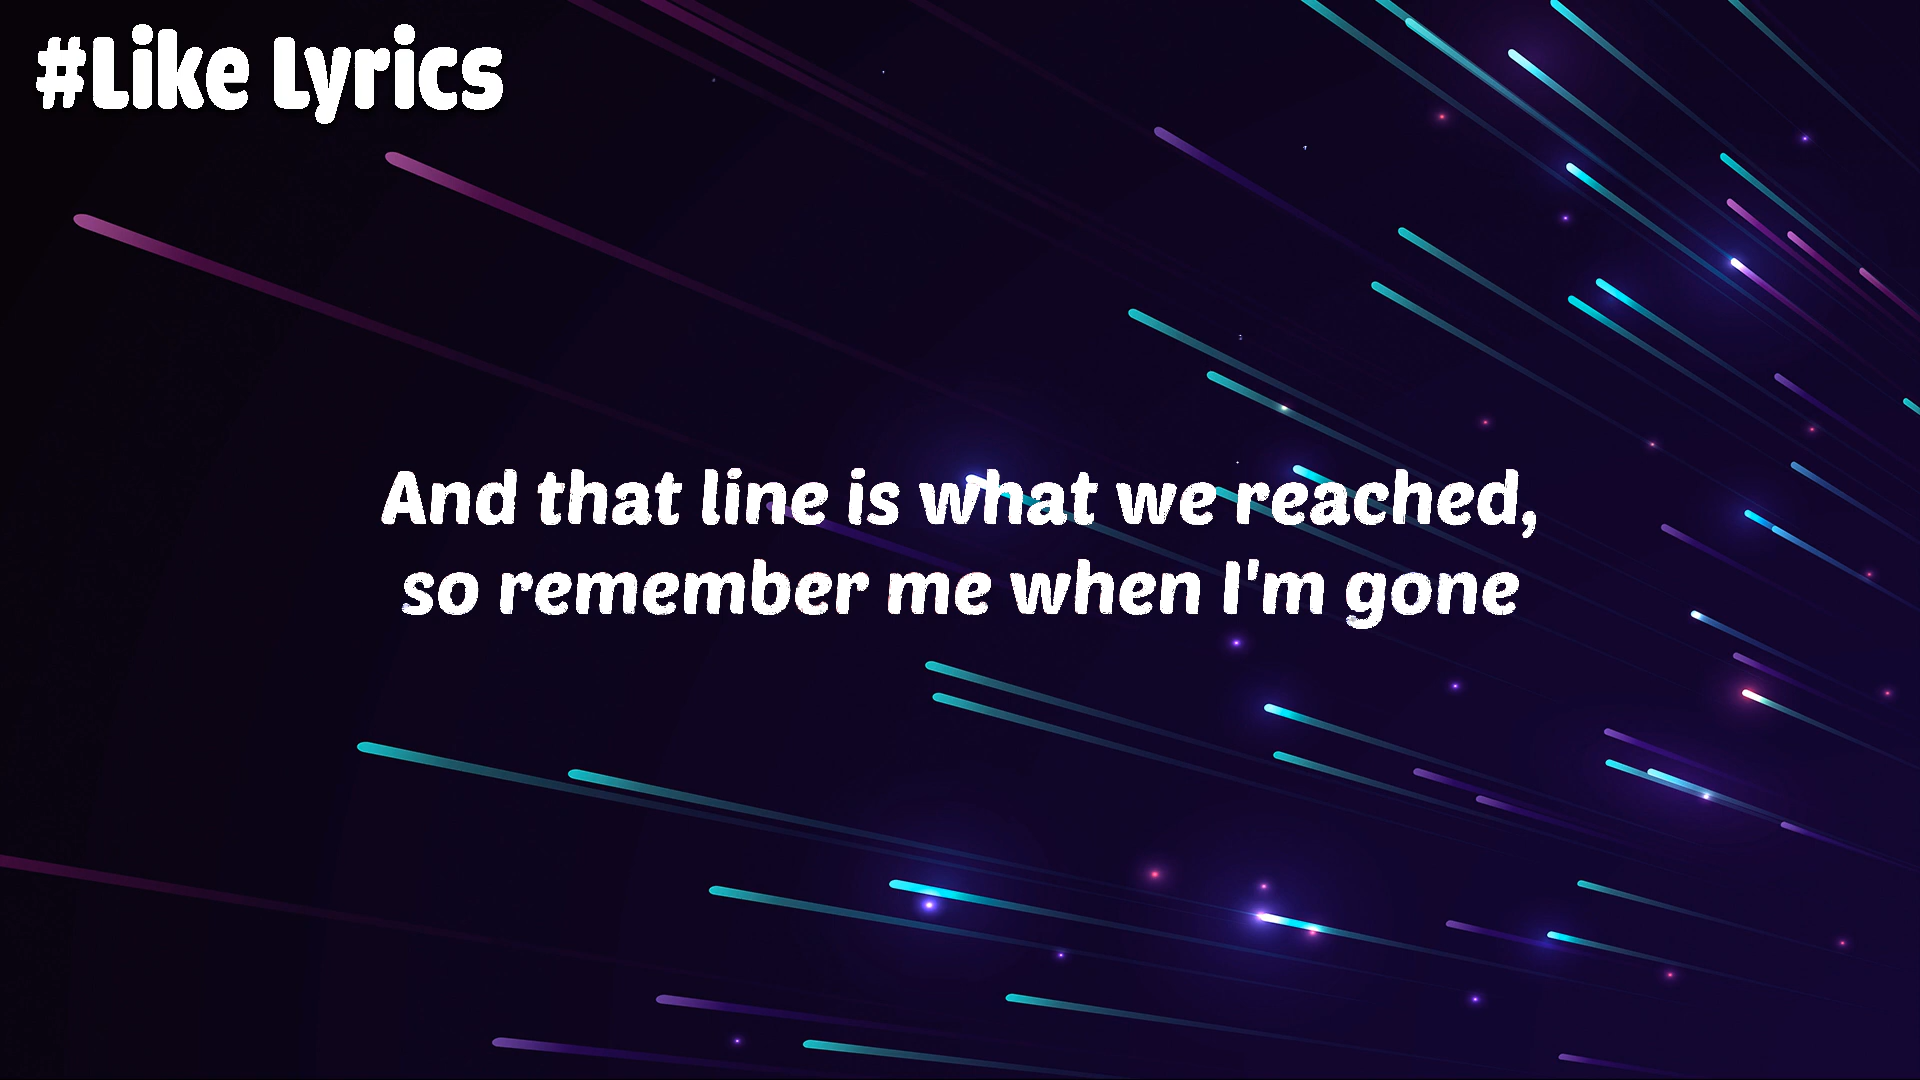 #Like Lyrics
And that line is what we reached,
so remember me when I'm gone